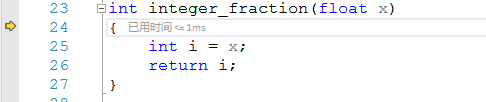 23 int integer_fraction(float x)
24 { 已用时间 <= 1ms
25 int i = x;
26 return i;
27 }